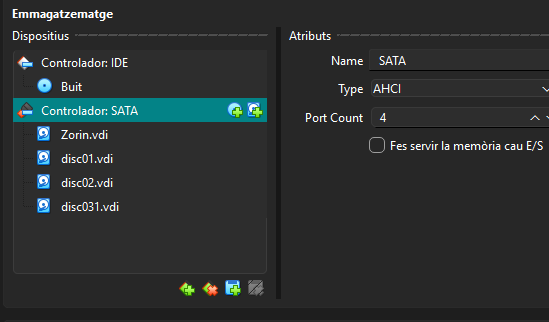 Emmagatzematge
Dispositius
Controlador: IDE
Buit
Controlador: SATA
Zorin.vdi
disc01.vdi
disc02.vdi
disc031.vdi
Atributs
Name SATA
Type AHCI
Port Count 4
Fes servir la memòria cau E/S